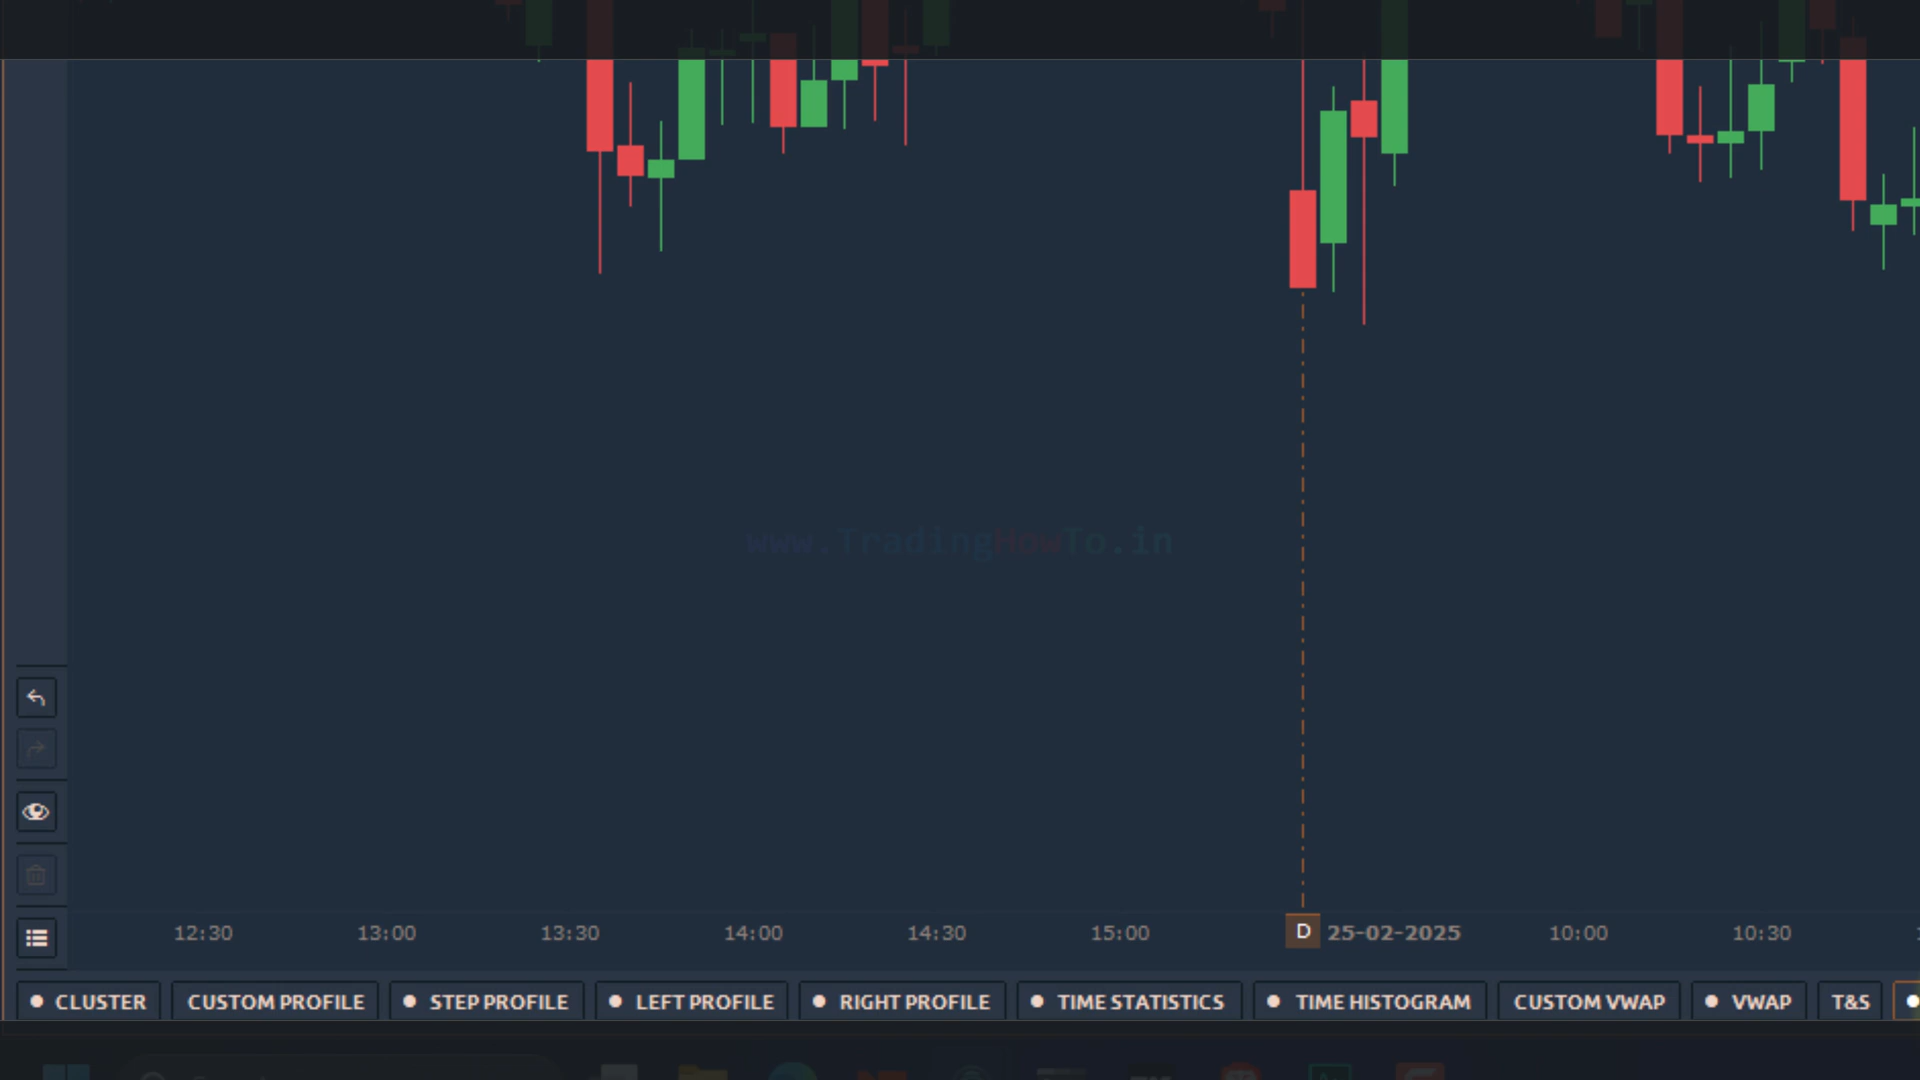 www.TradingHowTo.in
12:30 13:00 13:30 14:00 14:30 15:00 D 25-02-2025 10:00 10:30
CLUSTER CUSTOM PROFILE STEP PROFILE LEFT PROFILE RIGHT PROFILE TIME STATISTICS TIME HISTOGRAM CUSTOM VWAP VWAP T&S